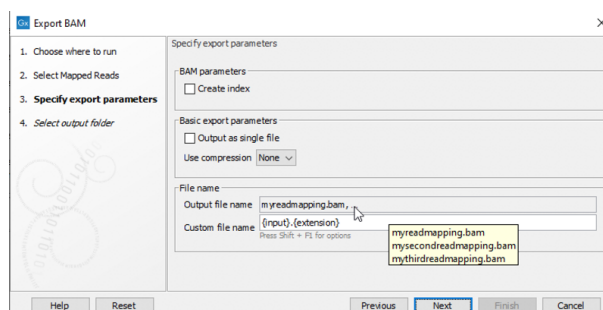 Gx Export BAM
1. Choose where to run
2. Select Mapped Reads
3. Specify export parameters
4. Select output folder
Specify export parameters
BAM parameters
Create index
Basic export parameters
Output as single file
Use compression None
File name
Output file name myreadmapping.bam, ...
Custom file name {input}.{extension}
Press Shift + F1 for options
myreadmapping.bam
mysecondreadmapping.bam
mythirdreadmapping.bam
Help Reset Previous Next Finish Cancel